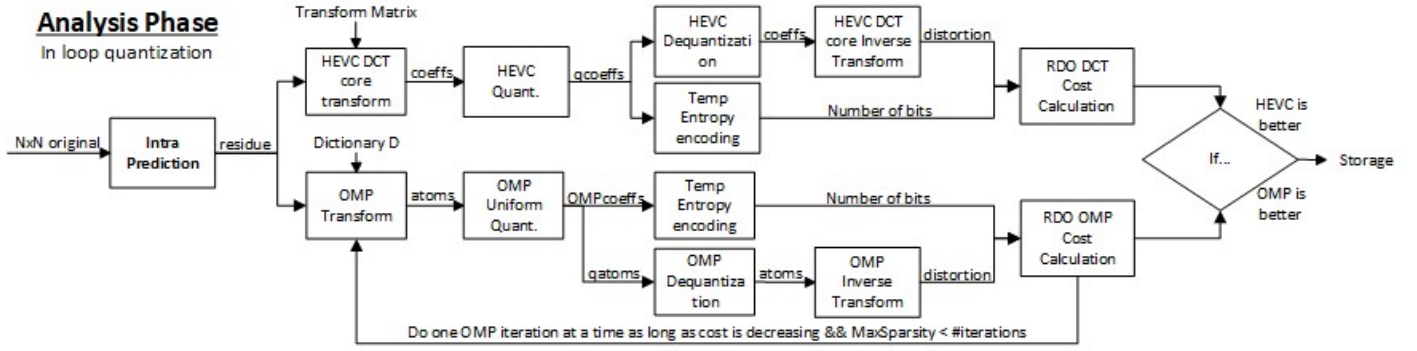 Analysis Phase
In loop quantization
Transform Matrix
HEVC DCT
core
transform
coeffs
HEVC
Quant.
qcoeffs
HEVC
Dequantizati
on
coeffs
HEVC DCT
core Inverse
Transform
distortion
Temp
Entropy
encoding
Number of bits
RDO DCT
Cost
Calculation
NxN original
Intra
Prediction
residue
Dictionary D
OMP
Transform
atoms
OMP
Uniform
Quant.
OMPcoeffs
Temp
Entropy
encoding
Number of bits
qatoms
OMP
Dequantiza
tion
atoms
OMP
Inverse
Transform
distortion
RDO OMP
Cost
Calculation
HEVC is
better
If...
Storage
OMP is
better
Do one OMP iteration at a time as long as cost is decreasing && MaxSparsity < #iterations